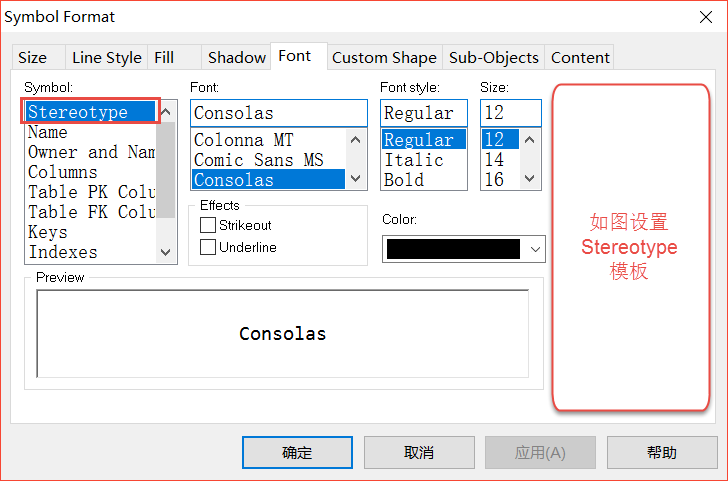 Symbol Format
Size Line Style Fill Shadow Font Custom Shape Sub-Objects Content
Symbol:
Stereotype
Name
Owner and Nam
Columns
Table PK Colu
Table FK Colu
Keys
Indexes
Font:
Consolas
Colonna MT
Comic Sans MS
Consolas
Font style:
Regular
Regular
Italic
Bold
Size:
12
12
14
16
Effects
Strikeout
Underline
Color:
Preview
Consolas
如图设置
Stereotype
模板
确定 取消 应用(A) 帮助